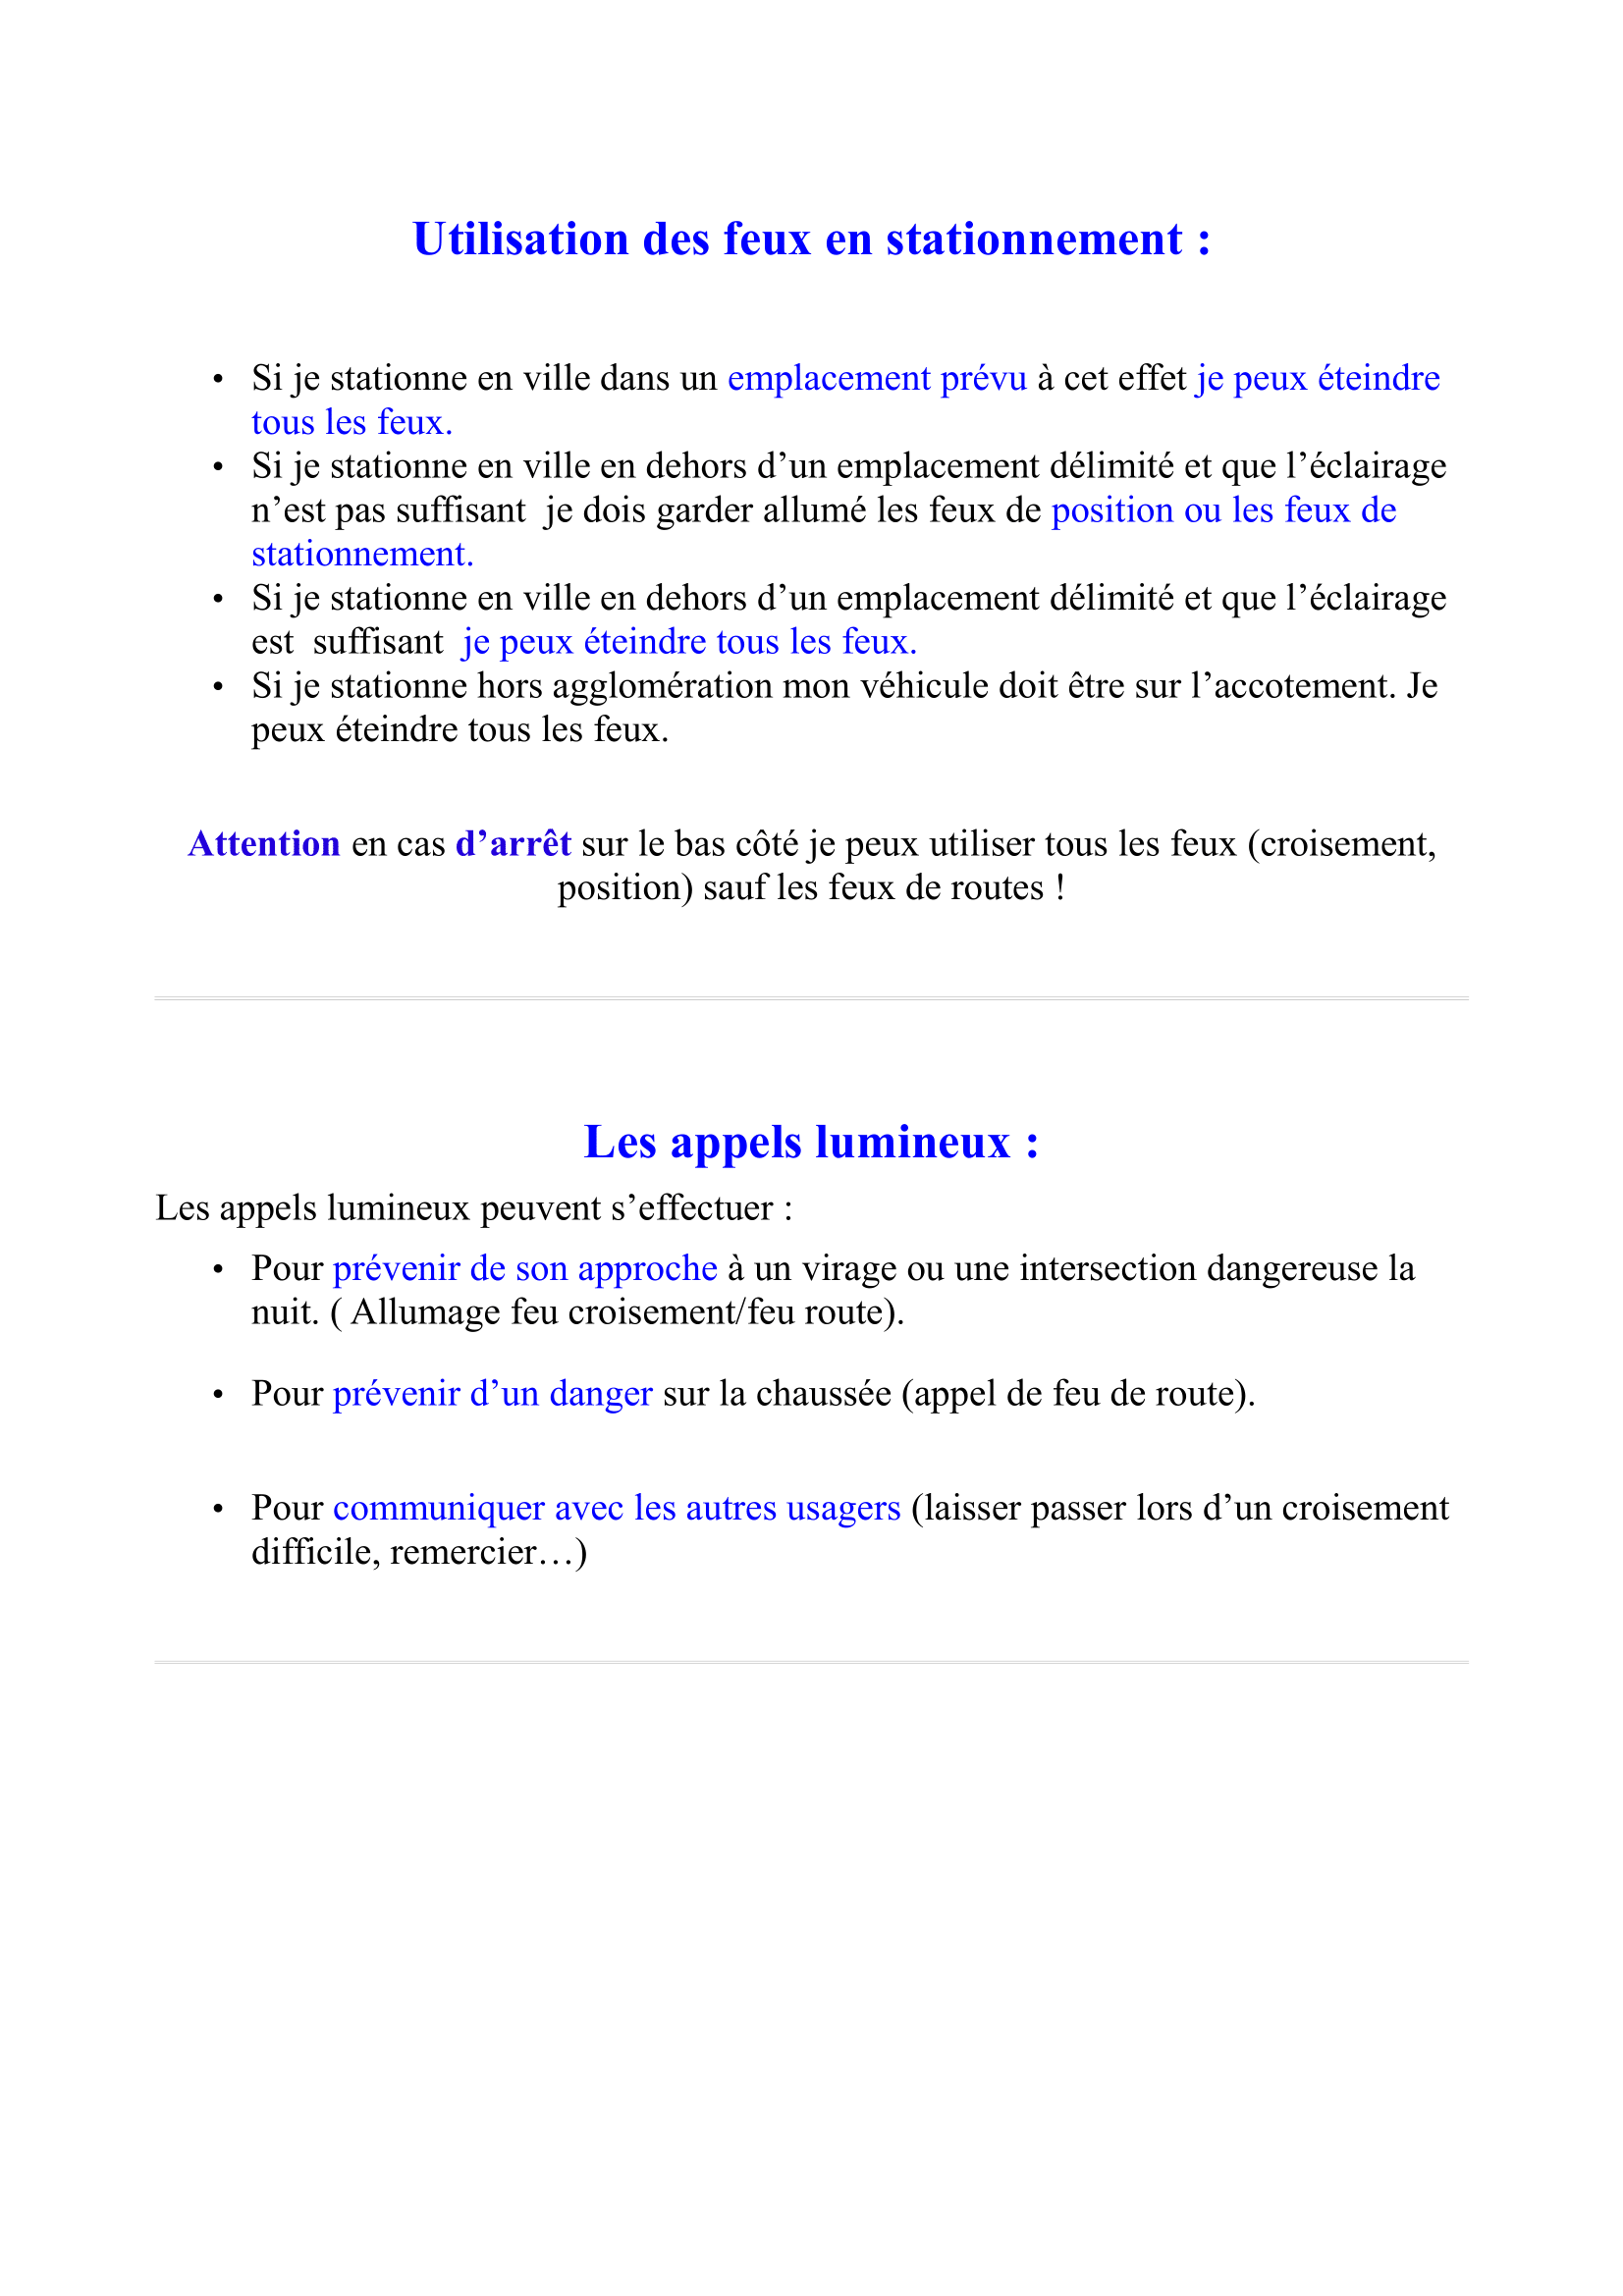 Utilisation des feux en stationnement :
• Si je stationne en ville dans un emplacement prévu à cet effet je peux éteindre
tous les feux.
• Si je stationne en ville en dehors d’un emplacement délimité et que l’éclairage
n’est pas suffisant  je dois garder allumé les feux de position ou les feux de
stationnement.
• Si je stationne en ville en dehors d’un emplacement délimité et que l’éclairage
est  suffisant  je peux éteindre tous les feux.
• Si je stationne hors agglomération mon véhicule doit être sur l’accotement. Je
peux éteindre tous les feux.
Attention en cas d’arrêt sur le bas côté je peux utiliser tous les feux (croisement,
position) sauf les feux de routes !
Les appels lumineux :
Les appels lumineux peuvent s’effectuer :
• Pour prévenir de son approche à un virage ou une intersection dangereuse la
nuit. ( Allumage feu croisement/feu route).
• Pour prévenir d’un danger sur la chaussée (appel de feu de route).
• Pour communiquer avec les autres usagers (laisser passer lors d’un croisement
difficile, remercier…)